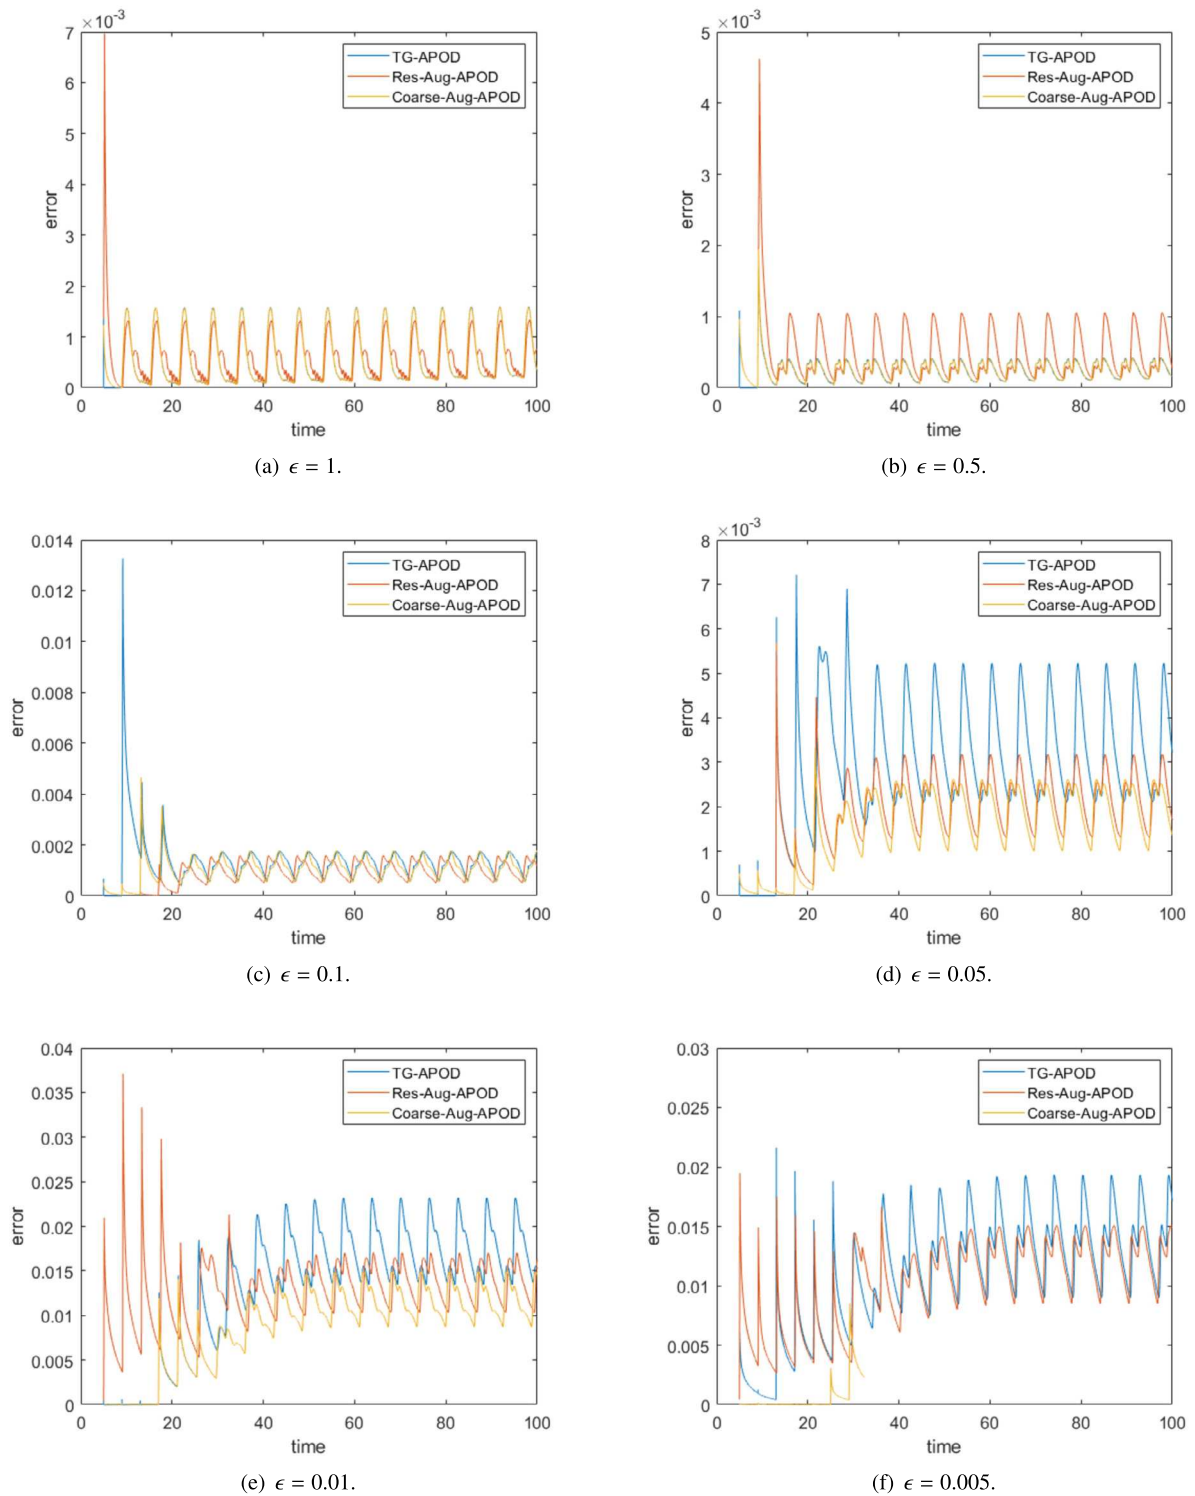 ×10⁻³
7
6
5
4
3
2
1
0
error
0 20 40 60 80 100
time
TG-APOD
Res-Aug-APOD
Coarse-Aug-APOD
(a) ϵ = 1.
×10⁻³
5
4
3
2
1
0
error
0 20 40 60 80 100
time
TG-APOD
Res-Aug-APOD
Coarse-Aug-APOD
(b) ϵ = 0.5.
0.014
0.012
0.01
0.008
0.006
0.004
0.002
0
error
0 20 40 60 80 100
time
TG-APOD
Res-Aug-APOD
Coarse-Aug-APOD
(c) ϵ = 0.1.
×10⁻³
8
7
6
5
4
3
2
1
0
error
0 20 40 60 80 100
time
TG-APOD
Res-Aug-APOD
Coarse-Aug-APOD
(d) ϵ = 0.05.
0.04
0.035
0.03
0.025
0.02
0.015
0.01
0.005
0
error
0 20 40 60 80 100
time
TG-APOD
Res-Aug-APOD
Coarse-Aug-APOD
(e) ϵ = 0.01.
0.03
0.025
0.02
0.015
0.01
0.005
0
error
0 20 40 60 80 100
time
TG-APOD
Res-Aug-APOD
Coarse-Aug-APOD
(f) ϵ = 0.005.